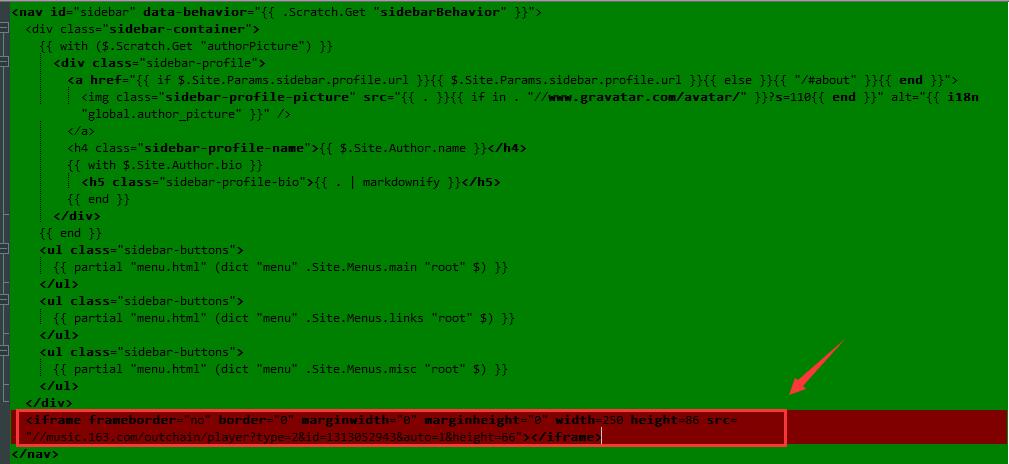 <nav id="sidebar" data-behavior="{{ .Scratch.Get "sidebarBehavior" }}">
<div class="sidebar-container">
{{ with ($.Scratch.Get "authorPicture") }}
<div class="sidebar-profile">
<a href="{{ if $.Site.Params.sidebar.profile.url }}{{ $.Site.Params.sidebar.profile.url }}{{ else }}{{ "/#about" }}{{ end }}">
<img class="sidebar-profile-picture" src="{{ . }}{{ if in . "//www.gravatar.com/avatar/" }}?s=110{{ end }}" alt="{{ i18n
"global.author_picture" }}" />
</a>
<h4 class="sidebar-profile-name">{{ $.Site.Author.name }}</h4>
{{ with $.Site.Author.bio }}
<h5 class="sidebar-profile-bio">{{ . | markdownify }}</h5>
{{ end }}
</div>
{{ end }}
<ul class="sidebar-buttons">
{{ partial "menu.html" (dict "menu" .Site.Menus.main "root" $) }}
</ul>
<ul class="sidebar-buttons">
{{ partial "menu.html" (dict "menu" .Site.Menus.links "root" $) }}
</ul>
<ul class="sidebar-buttons">
{{ partial "menu.html" (dict "menu" .Site.Menus.misc "root" $) }}
</ul>
</div>
<iframe frameborder="no" border="0" marginwidth="0" marginheight="0" width=250 height=86 src=
"//music.163.com/outchain/player?type=2&id=1313052943&auto=1&height=66"></iframe>
</nav>